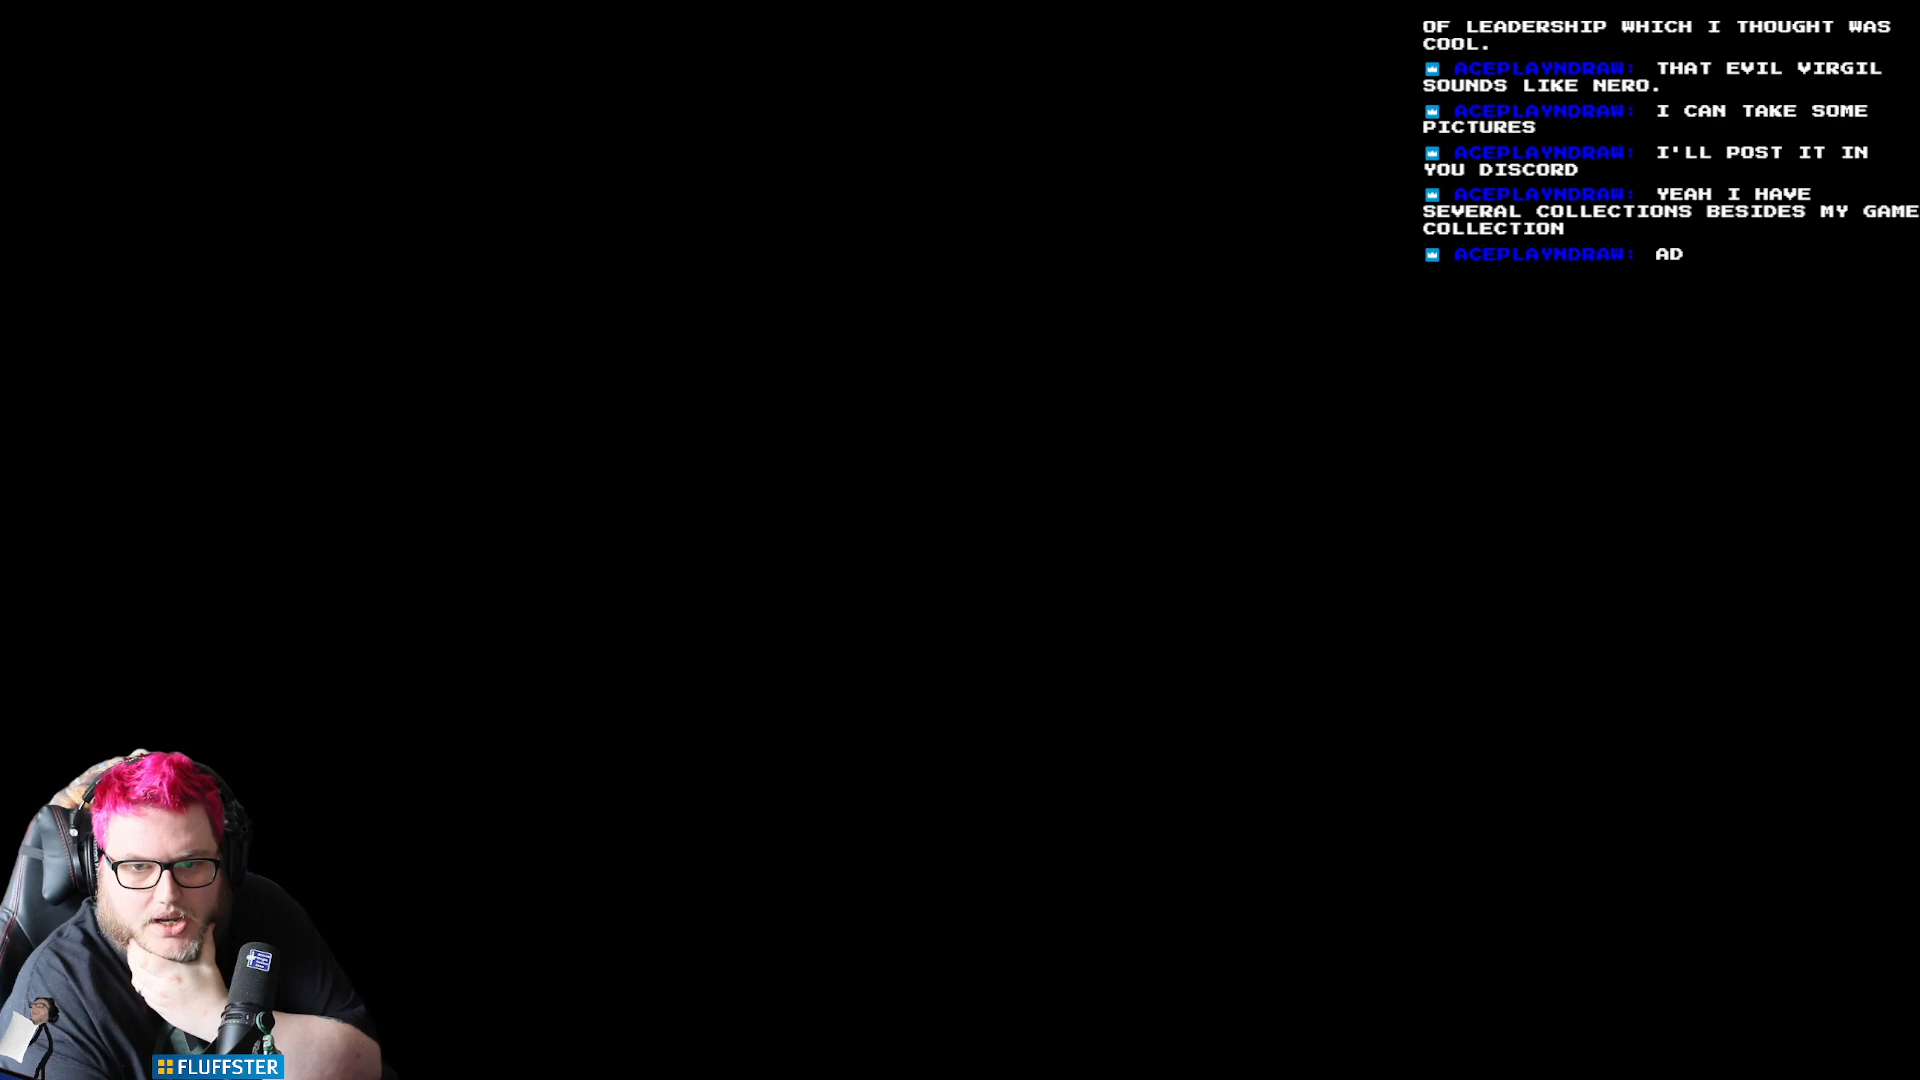 OF LEADERSHIP WHICH I THOUGHT WAS
COOL.
ACEPLAYNDRAW: THAT EVIL VIRGIL
SOUNDS LIKE NERO.
ACEPLAYNDRAW: I CAN TAKE SOME
PICTURES
ACEPLAYNDRAW: I'LL POST IT IN
YOU DISCORD
ACEPLAYNDRAW: YEAH I HAVE
SEVERAL COLLECTIONS BESIDES MY GAME
COLLECTION
ACEPLAYNDRAW: AD
FLUFFSTER